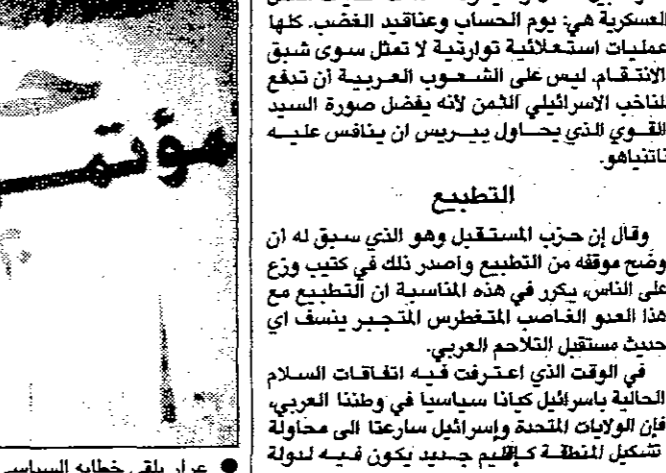 العسكرية هي: يوم الحساب وعناقيد الغضب. كلها
عمليات استعلائية توراتية لا تمثل سوى شبق
الانتقام. ليس على الشعوب العربية ان تدفع
للناخب الاسرائيلي الثمن لأنه يفضل صورة السيد
القوي الذي يحاول بيريس ان ينافس عليه
ناتنياهو.
التطبيع
وقال إن حزب المستقبل وهو الذي سبق له ان
وضح موقفه من التطبيع واصدر ذلك في كتيب وزع
على الناس، يكرر في هذه المناسبة ان التطبيع مع
هذا العدو الغاصب المتغطرس المتجبر ينسف اي
حديث مستقبل التلاحم العربي.
في الوقت الذي اعترفت فيه اتفاقات السلام
الحالية باسرائيل كيانا سياسيا في وطننا العربي،
فإن الولايات المتحدة وإسرائيل سارعتا الى محاولة
تشكيل المنطقة كإقليم جديد يكون فيه لدولة
مؤتمـ
● عرار يلقي خطابه السياسي